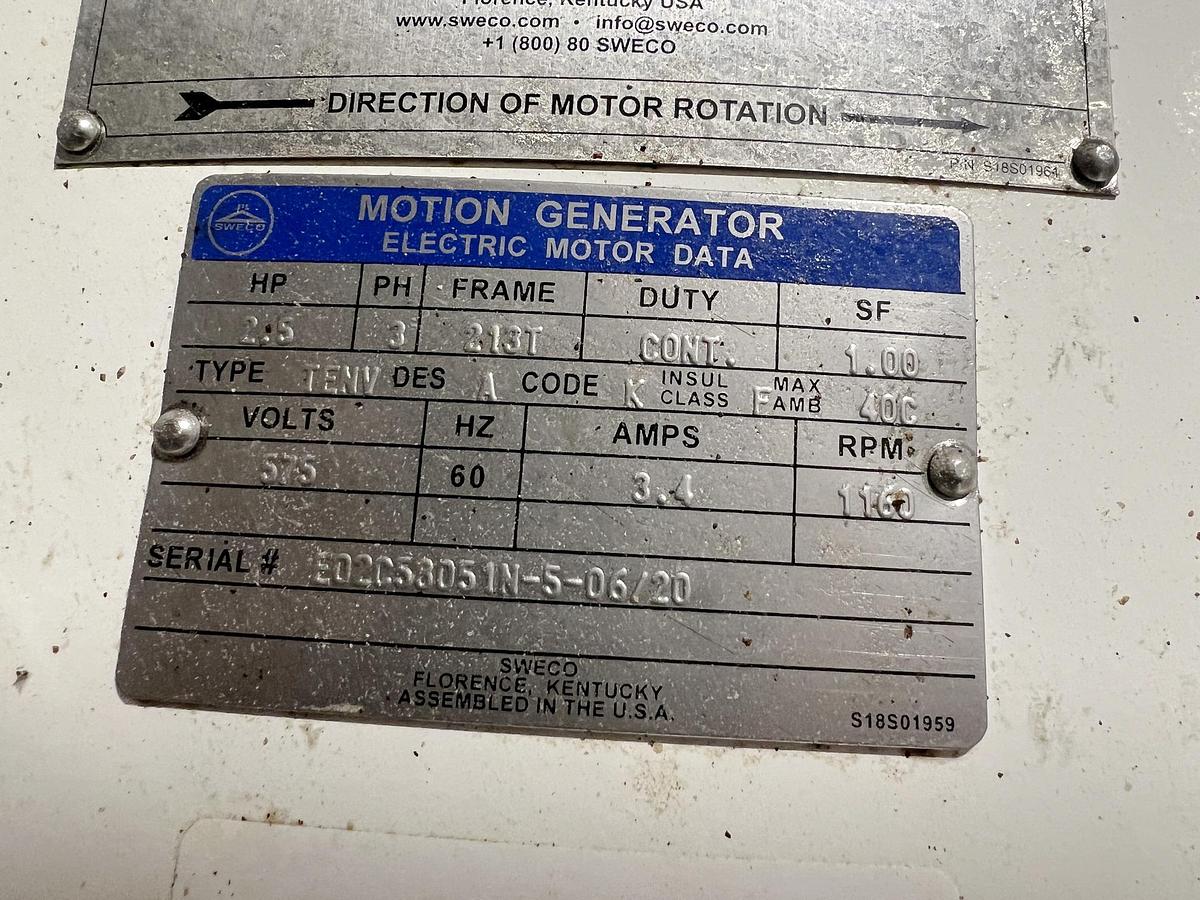 Florence, Kentucky USA
www.sweco.com • info@sweco.com
+1 (800) 80 SWECO
DIRECTION OF MOTOR ROTATION
P/N S18S01964
SWECO
MOTION GENERATOR
ELECTRIC MOTOR DATA
HP PH FRAME DUTY SF
2.5 3 213T CONT. 1.00
TYPE TENV DES A CODE K INSUL CLASS F MAX AMB 40C
VOLTS HZ AMPS RPM
575 60 3.4 1160
SERIAL # E02C58051N-5-06/20
SWECO
FLORENCE, KENTUCKY
ASSEMBLED IN THE U.S.A.
S18S01959